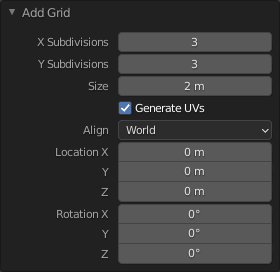 Add Grid
X Subdivisions 3
Y Subdivisions 3
Size 2 m
Generate UVs
Align World
Location X 0 m
Y 0 m
Z 0 m
Rotation X 0°
Y 0°
Z 0°